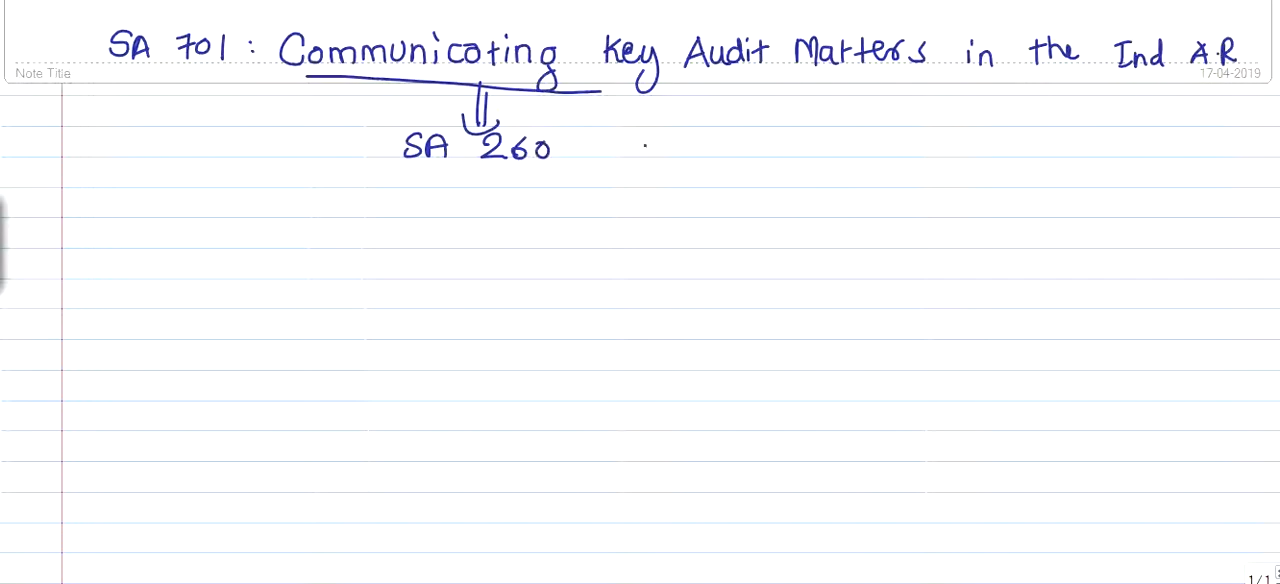 SA 701 : Communicating Key Audit Matters in the Ind A.R
Note Title
17-04-2019
SA 260
1/1